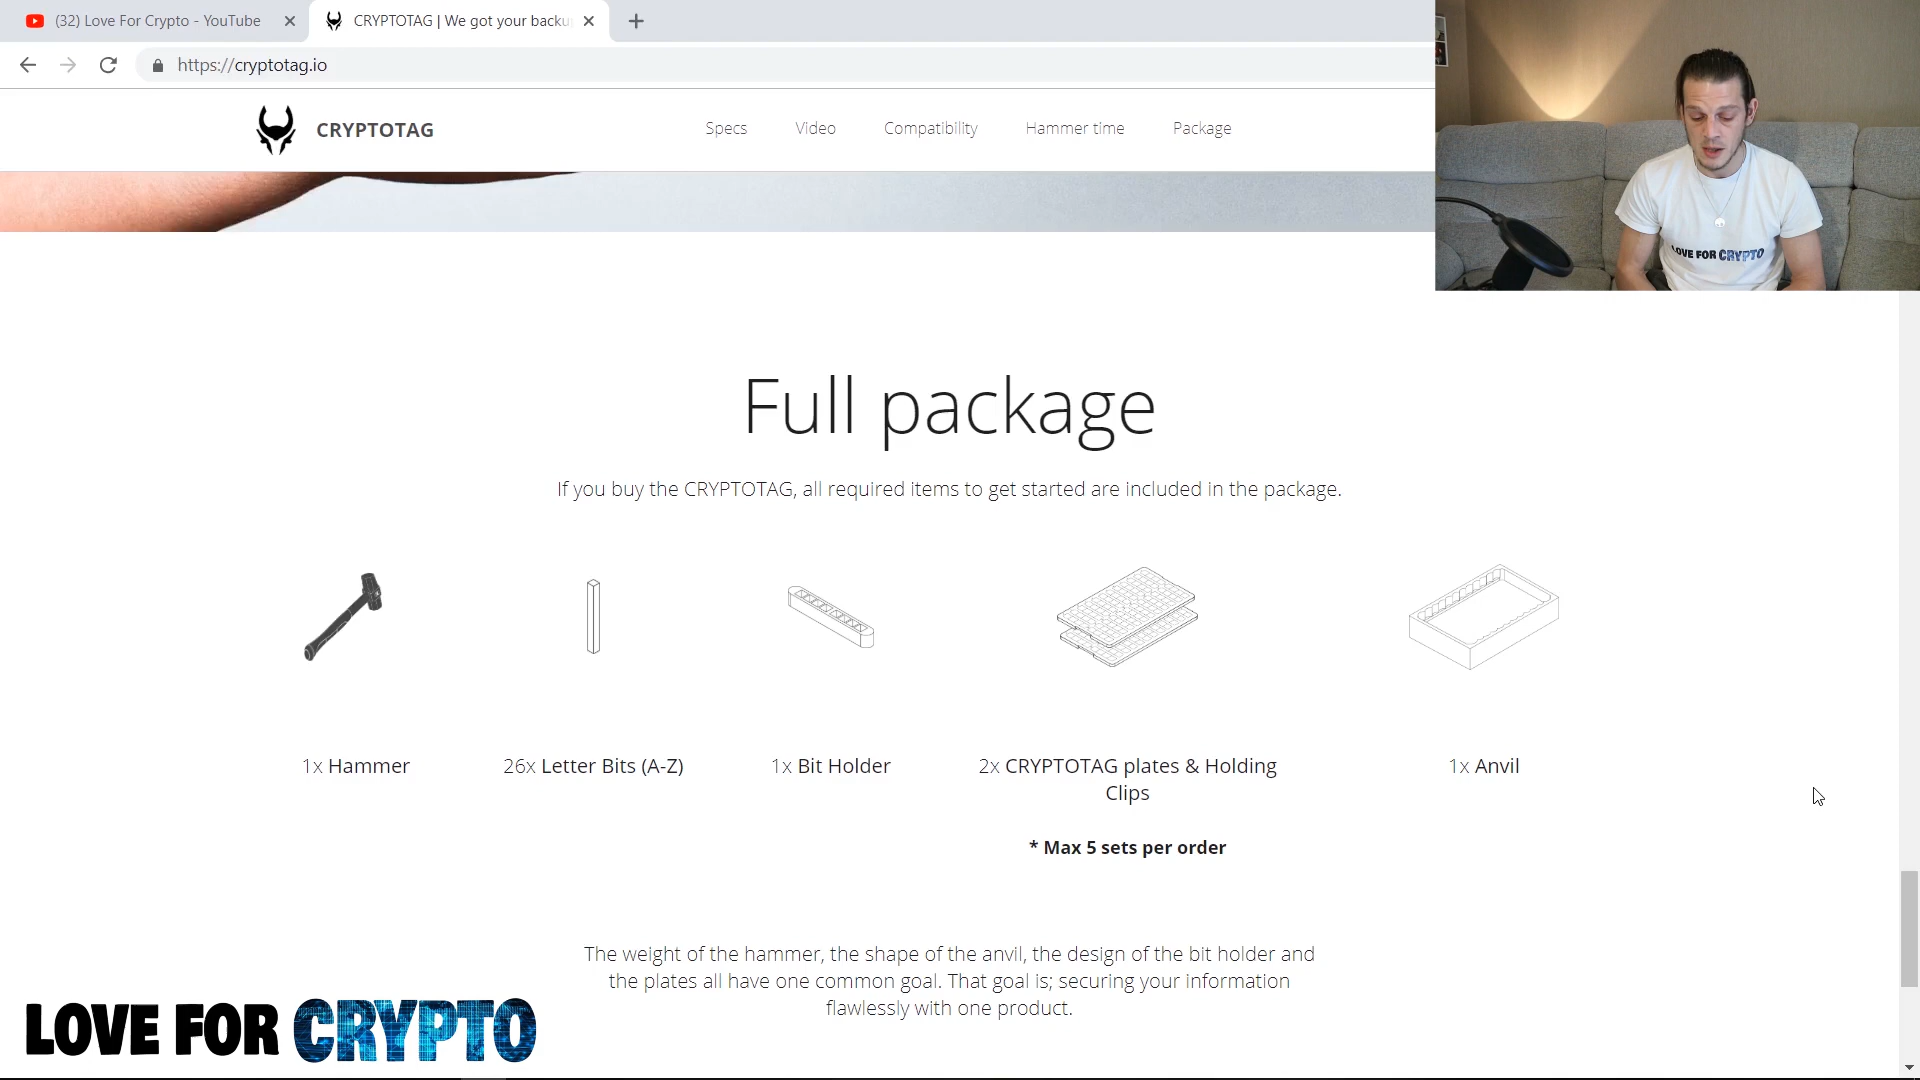 (32) Love For Crypto - YouTube
CRYPTOTAG | We got your backu
https://cryptotag.io
CRYPTOTAG
Specs
Video
Compatibility
Hammer time
Package
LOVE FOR CRYPTO
Full package
If you buy the CRYPTOTAG, all required items to get started are included in the package.
1x Hammer
26x Letter Bits (A-Z)
1x Bit Holder
2x CRYPTOTAG plates & Holding
Clips
1x Anvil
* Max 5 sets per order
The weight of the hammer, the shape of the anvil, the design of the bit holder and
the plates all have one common goal. That goal is; securing your information
flawlessly with one product.
LOVE FOR CRYPTO